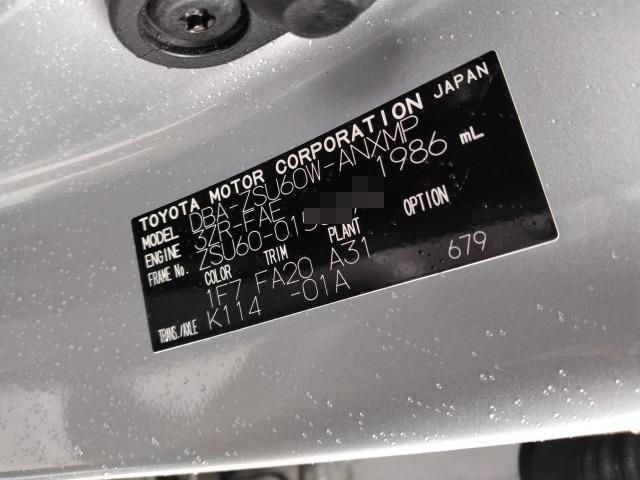 TOYOTA MOTOR CORPORATION JAPAN
MODEL DBA-ZSU60W-ANXMP
ENGINE 3ZR-FAE 1986 mL
FRAME No. ZSU60-01
COLOR TRIM PLANT OPTION
1F7 FA20 A31 679
TRANS./AXLE K114 -01A